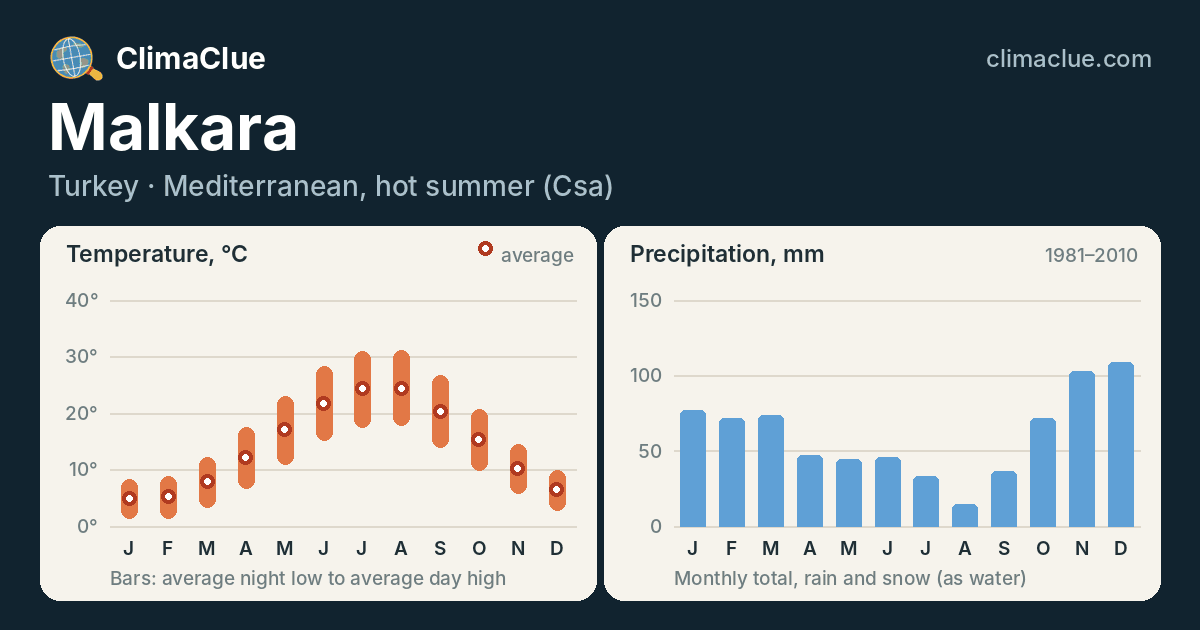 ClimaClue
climaclue.com
Malkara
Turkey · Mediterranean, hot summer (Csa)
Temperature, °C
average
40°
30°
20°
10°
0°
J F M A M J J A S O N D
Bars: average night low to average day high
Precipitation, mm
1981–2010
150
100
50
0
J F M A M J J A S O N D
Monthly total, rain and snow (as water)